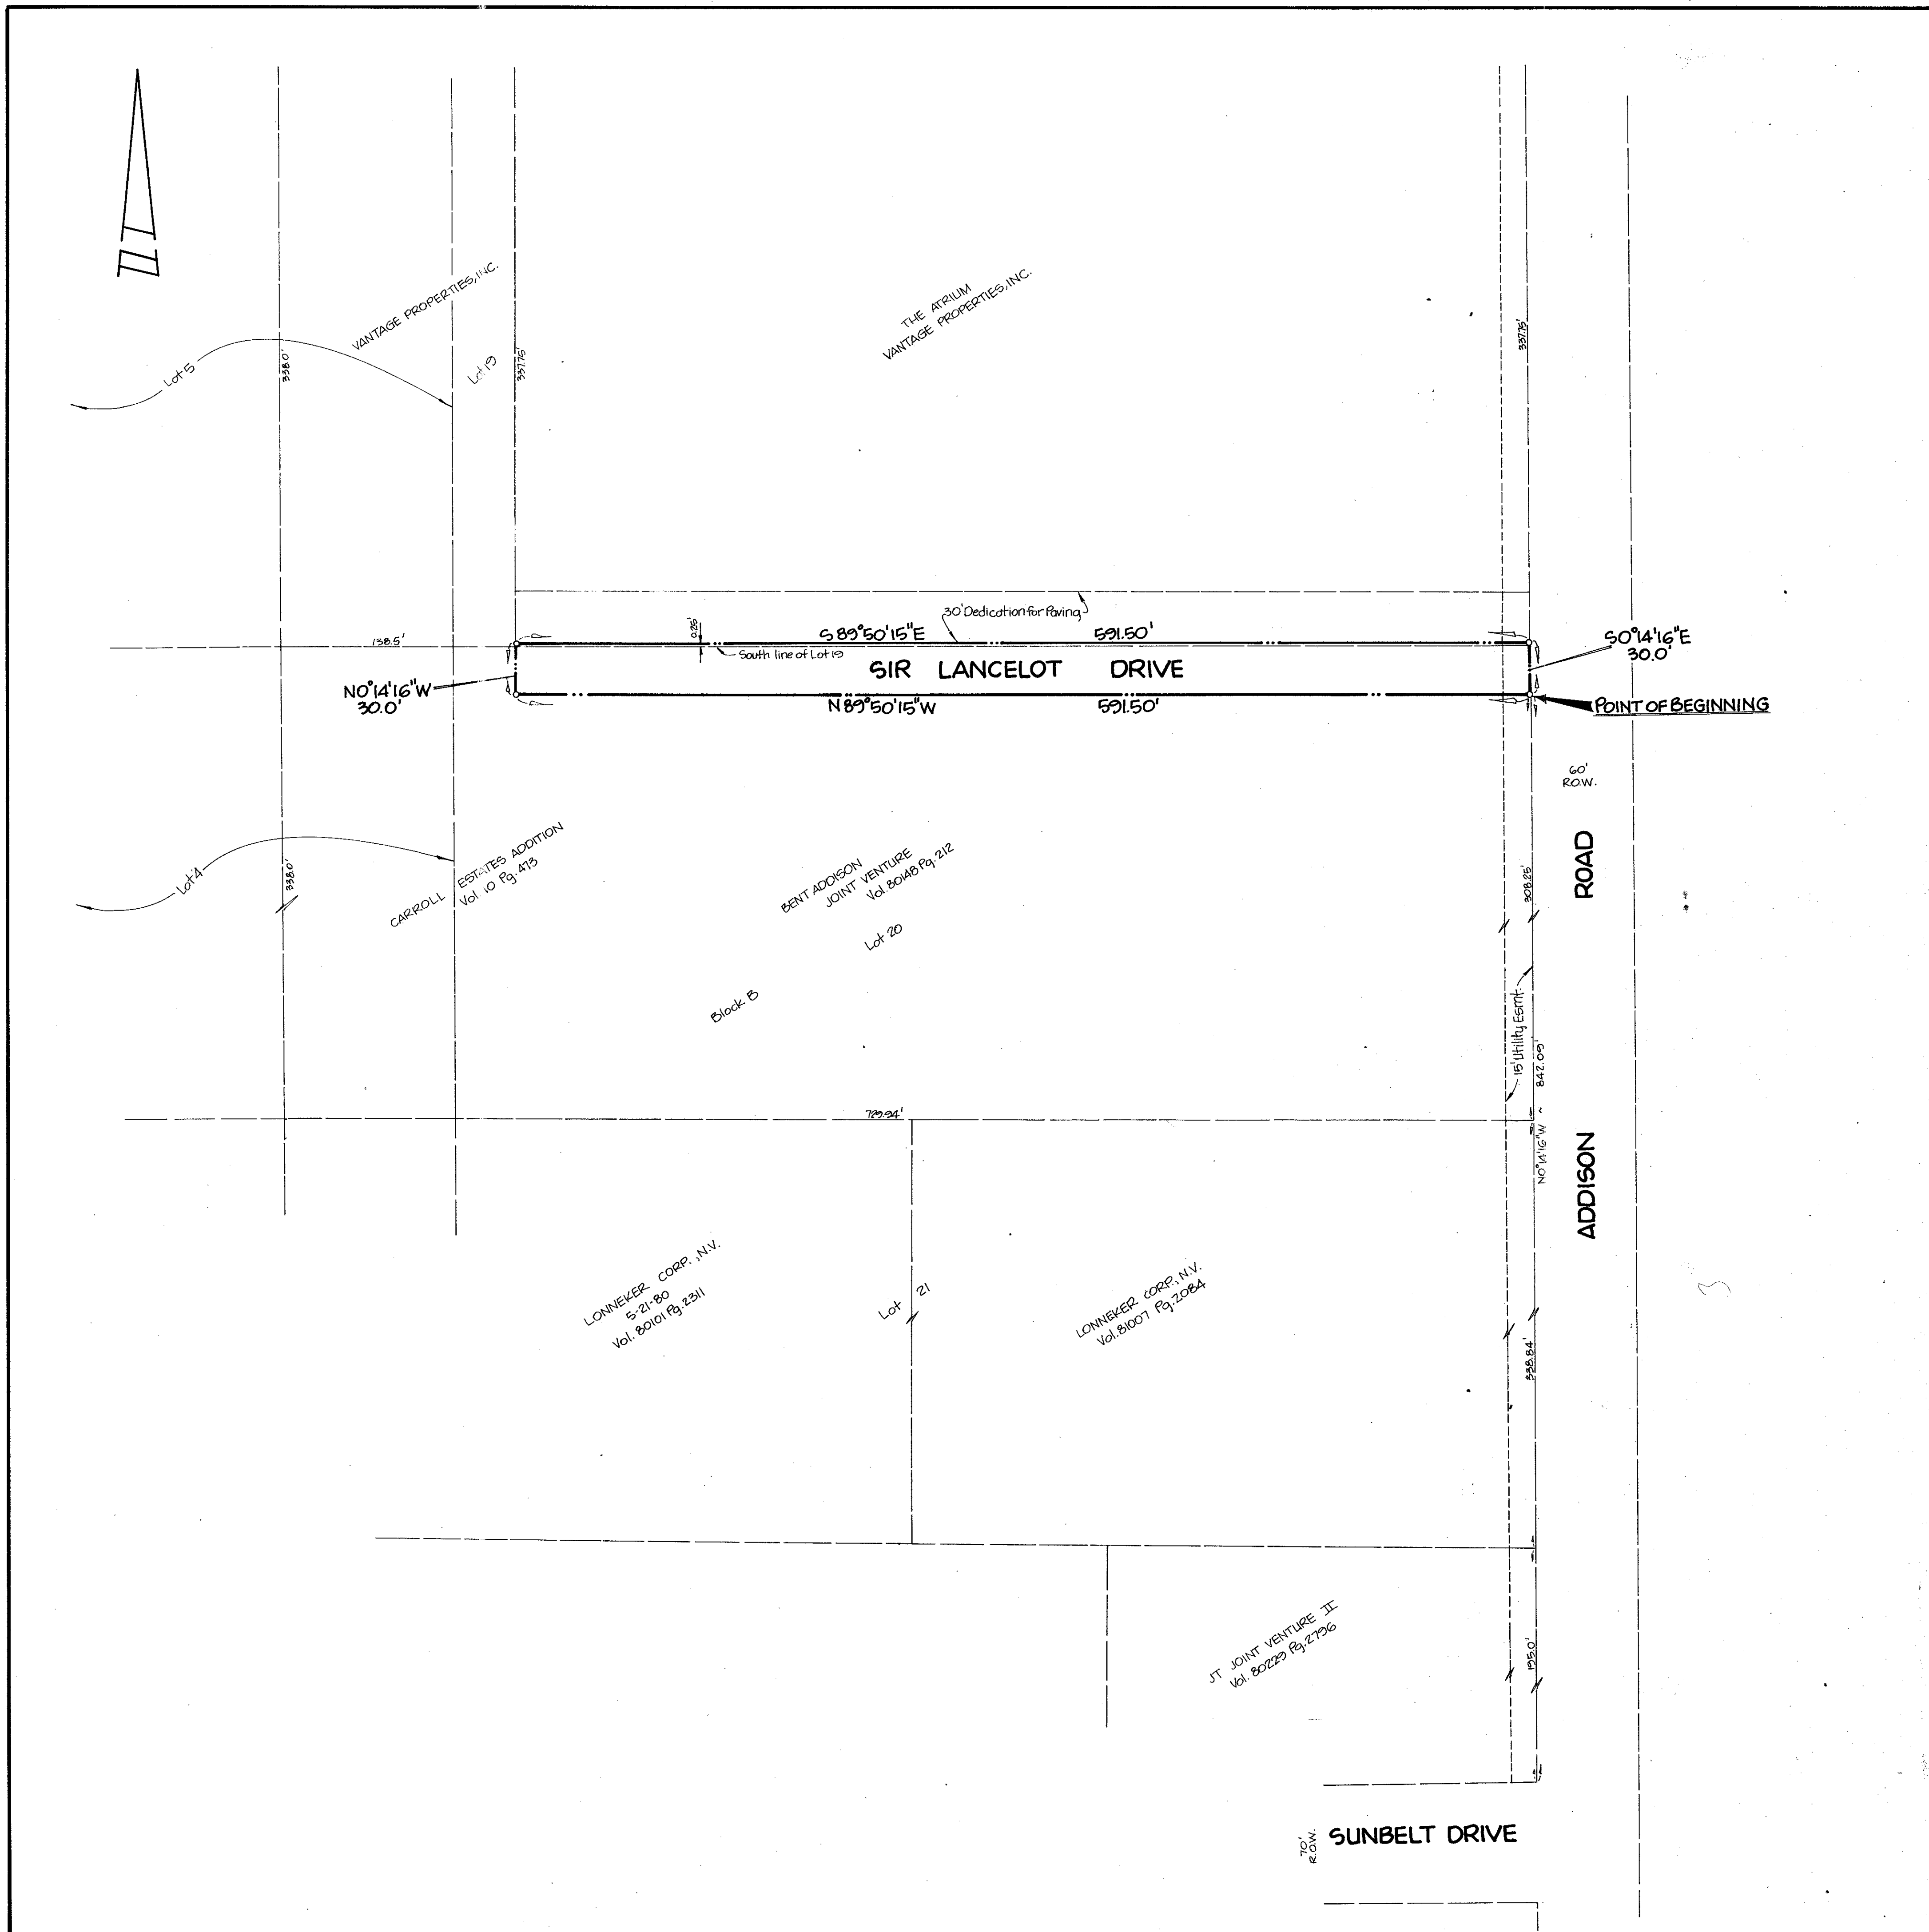 VANTAGE PROPERTIES, INC.
Lot 5
338.0'
Lot 19
337.75'
THE ATRIUM
VANTAGE PROPERTIES, INC.
337.75'
30' Dedication for Paving
138.5'
0.25'
S 89°50'15"E 591.50'
South line of Lot 19
S0°14'16"E
30.0'
SIR LANCELOT DRIVE
N0°14'16"W
30.0'
N 89°50'15"W 591.50'
POINT OF BEGINNING
60'
R.O.W.
Lot 4
338.0'
CARROLL ESTATES ADDITION
Vol. 10 Pg. 473
BENT ADDISON
JOINT VENTURE
Vol. 80148 Pg. 212
Lot 20
Block B
308.25'
ADDISON ROAD
15' Utility Esmt.
N0°14'16"W ~ 842.09'
729.94'
LONNEKER CORP., N.V.
5-21-80
Vol. 80101 Pg. 2311
Lot 21
LONNEKER CORP., N.V.
Vol. 81007 Pg. 2084
338.84'
JT JOINT VENTURE II
Vol. 80229 Pg. 2796
195.0'
70'
R.O.W.
SUNBELT DRIVE